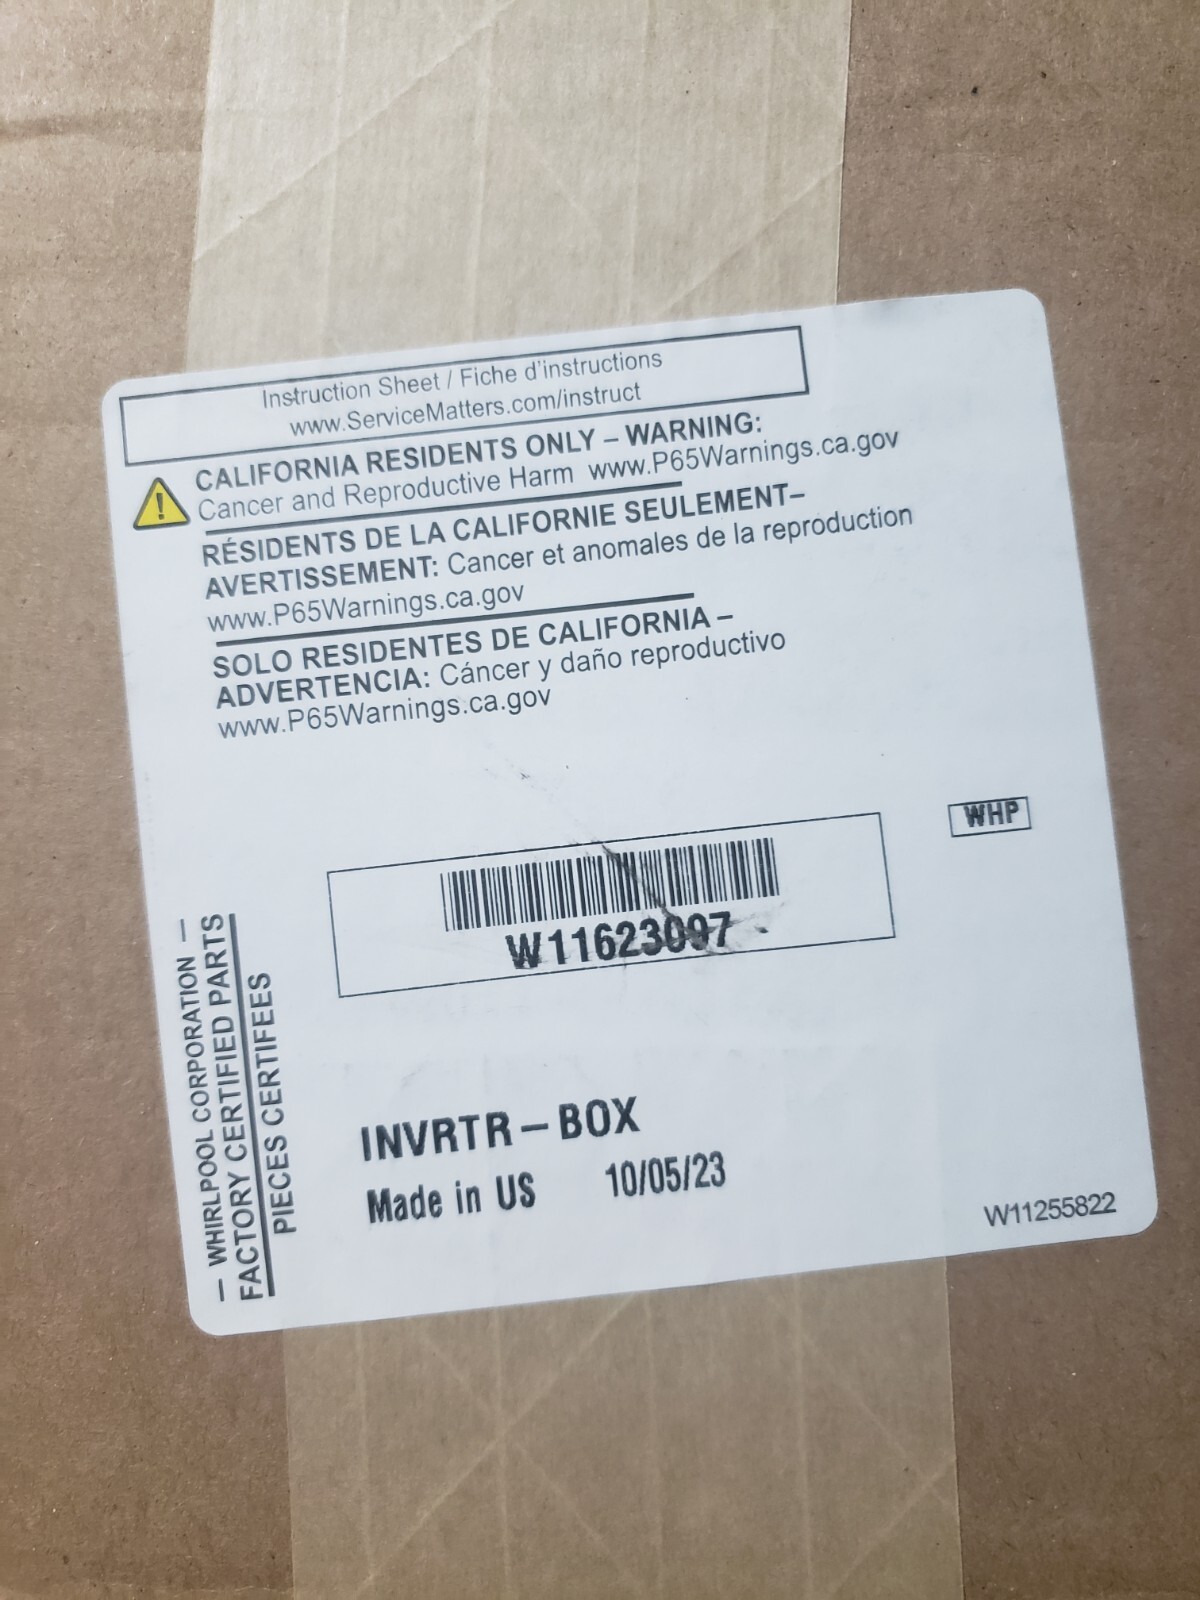 Instruction Sheet / Fiche d'instructions
www.ServiceMatters.com/instruct
CALIFORNIA RESIDENTS ONLY – WARNING:
Cancer and Reproductive Harm www.P65Warnings.ca.gov
RÉSIDENTS DE LA CALIFORNIE SEULEMENT–
AVERTISSEMENT: Cancer et anomales de la reproduction
www.P65Warnings.ca.gov
SOLO RESIDENTES DE CALIFORNIA –
ADVERTENCIA: Cáncer y daño reproductivo
www.P65Warnings.ca.gov
WHP
W11623097
— WHIRLPOOL CORPORATION —
FACTORY CERTIFIED PARTS
PIECES CERTIFEES
INVRTR–BOX
Made in US 10/05/23
W11255822